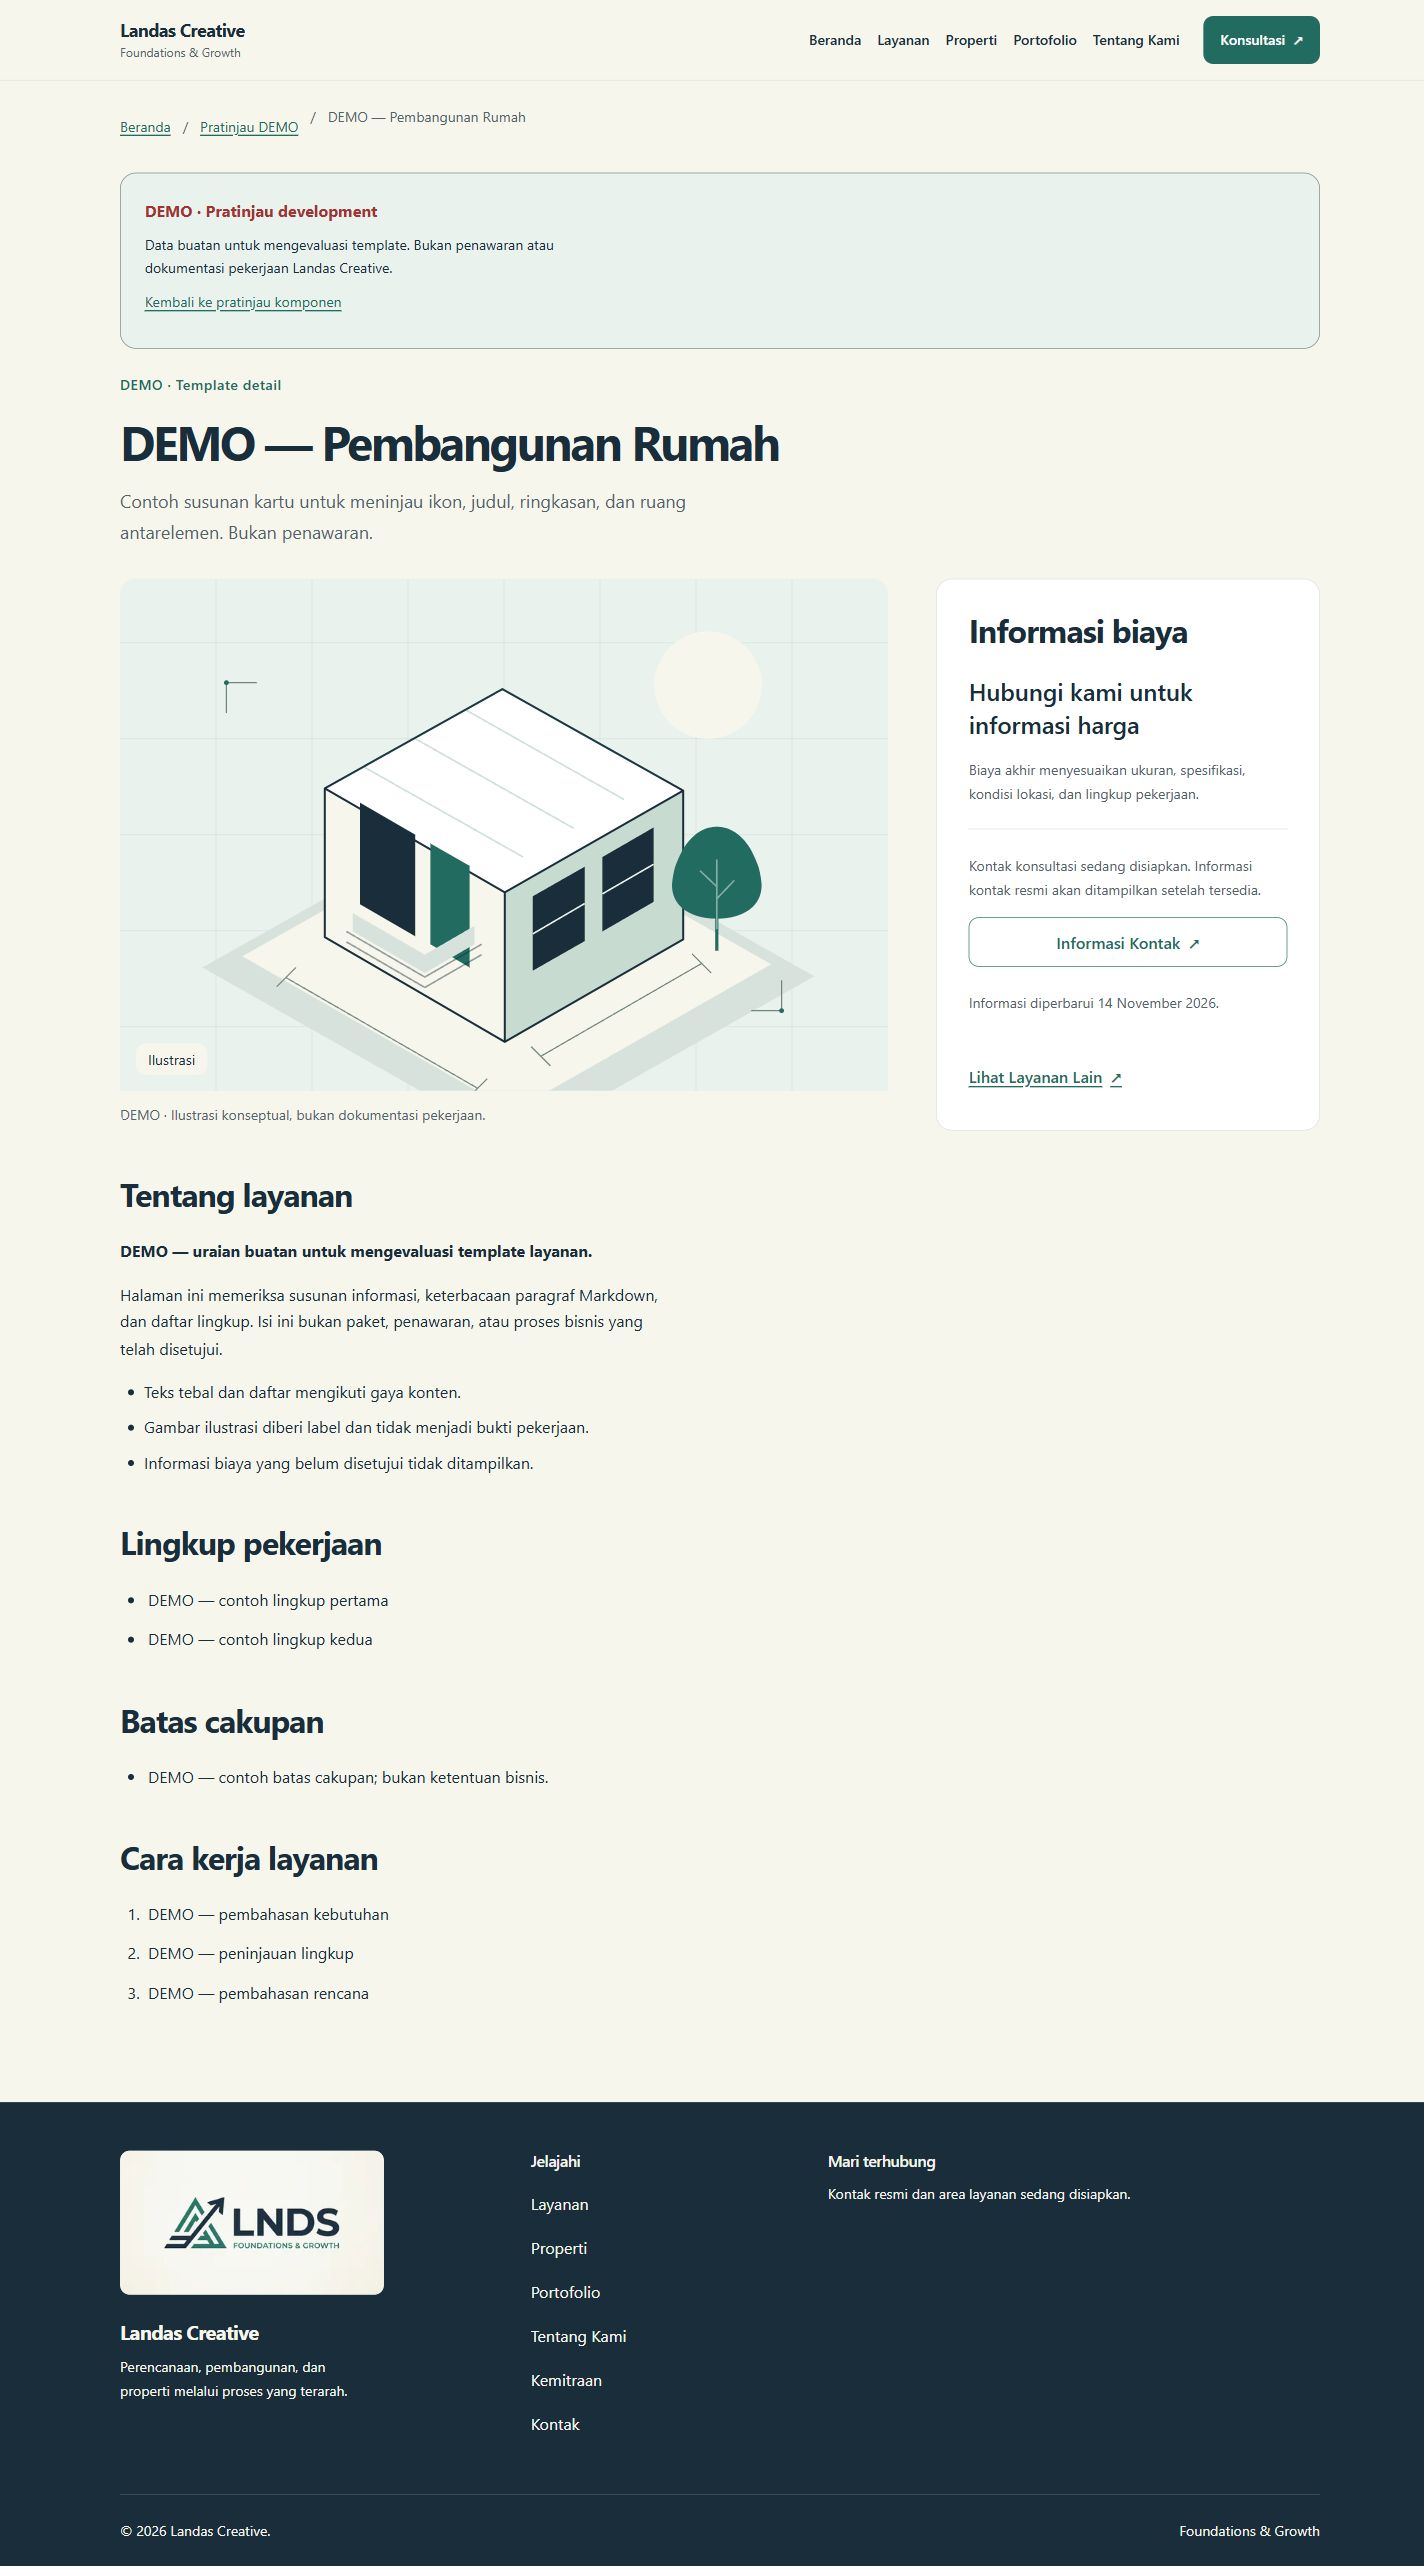 Landas Creative
Foundations & Growth
Beranda Layanan Properti Portofolio Tentang Kami Konsultasi ↗
Beranda / Pratinjau DEMO / DEMO — Pembangunan Rumah
DEMO · Pratinjau development
Data buatan untuk mengevaluasi template. Bukan penawaran atau
dokumentasi pekerjaan Landas Creative.
Kembali ke pratinjau komponen
DEMO · Template detail
DEMO — Pembangunan Rumah
Contoh susunan kartu untuk meninjau ikon, judul, ringkasan, dan ruang
antarelemen. Bukan penawaran.
Ilustrasi
DEMO · Ilustrasi konseptual, bukan dokumentasi pekerjaan.
Informasi biaya
Hubungi kami untuk
informasi harga
Biaya akhir menyesuaikan ukuran, spesifikasi,
kondisi lokasi, dan lingkup pekerjaan.
Kontak konsultasi sedang disiapkan. Informasi
kontak resmi akan ditampilkan setelah tersedia.
Informasi Kontak ↗
Informasi diperbarui 14 November 2026.
Lihat Layanan Lain ↗
Tentang layanan
DEMO — uraian buatan untuk mengevaluasi template layanan.
Halaman ini memeriksa susunan informasi, keterbacaan paragraf Markdown,
dan daftar lingkup. Isi ini bukan paket, penawaran, atau proses bisnis yang
telah disetujui.
• Teks tebal dan daftar mengikuti gaya konten.
• Gambar ilustrasi diberi label dan tidak menjadi bukti pekerjaan.
• Informasi biaya yang belum disetujui tidak ditampilkan.
Lingkup pekerjaan
• DEMO — contoh lingkup pertama
• DEMO — contoh lingkup kedua
Batas cakupan
• DEMO — contoh batas cakupan; bukan ketentuan bisnis.
Cara kerja layanan
1. DEMO — pembahasan kebutuhan
2. DEMO — peninjauan lingkup
3. DEMO — pembahasan rencana
LNDS
FOUNDATIONS & GROWTH
Landas Creative
Perencanaan, pembangunan, dan
properti melalui proses yang terarah.
Jelajahi
Layanan
Properti
Portofolio
Tentang Kami
Kemitraan
Kontak
Mari terhubung
Kontak resmi dan area layanan sedang disiapkan.
© 2026 Landas Creative.
Foundations & Growth